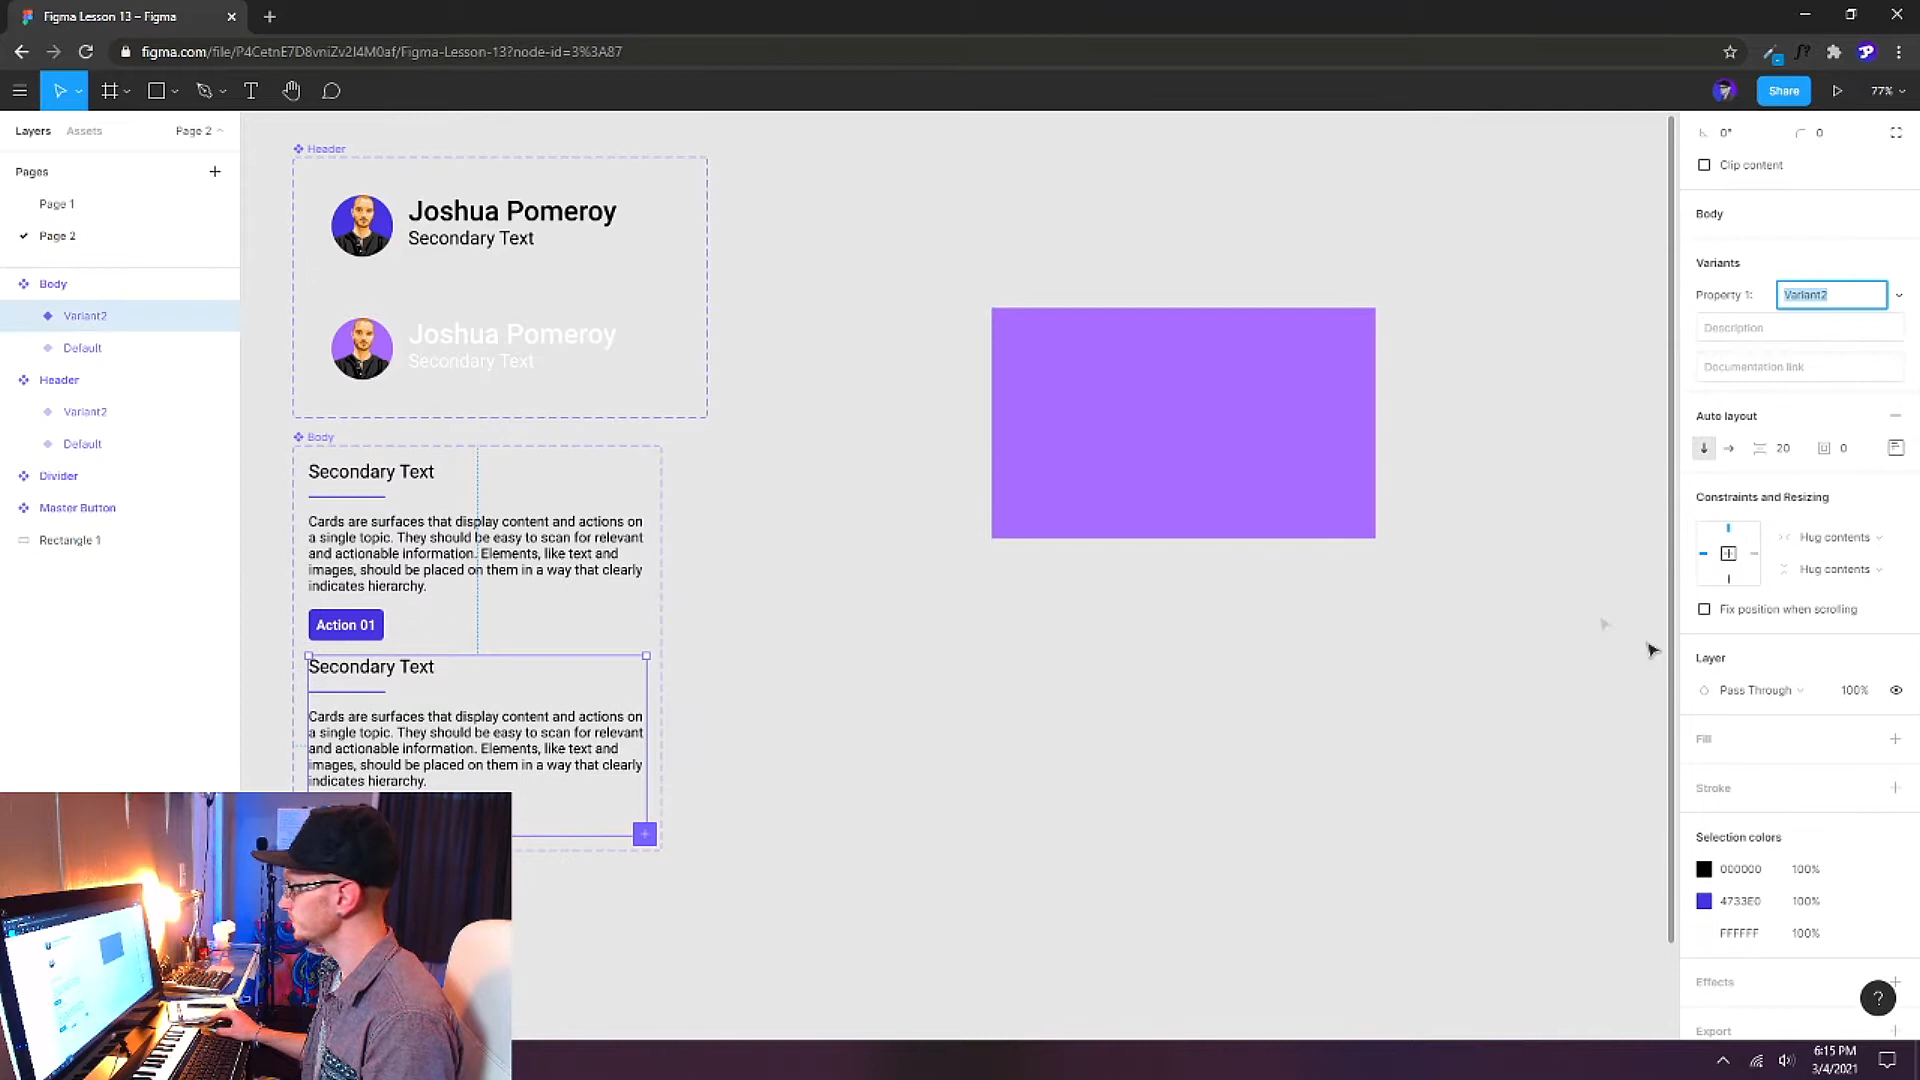 Figma Lesson 13 – Figma
figma.com/file/P4CetnE7D8vniZv2I4M0af/Figma-Lesson-13?node-id=3%3A87
Share
77%
Layers
Assets
Page 2
Pages
Page 1
Page 2
Body
Variant2
Default
Header
Variant2
Default
Divider
Master Button
Rectangle 1
Header
Joshua Pomeroy
Secondary Text
Joshua Pomeroy
Secondary Text
Body
Secondary Text
Cards are surfaces that display content and actions on
a single topic. They should be easy to scan for relevant
and actionable information. Elements, like text and
images, should be placed on them in a way that clearly
indicates hierarchy.
Action 01
Secondary Text
Cards are surfaces that display content and actions on
a single topic. They should be easy to scan for relevant
and actionable information. Elements, like text and
images, should be placed on them in a way that clearly
indicates hierarchy.
0°
0
Clip content
Body
Variants
Property 1:
Variant2
Description
Documentation link
Auto layout
20
0
Constraints and Resizing
Hug contents
Hug contents
Fix position when scrolling
Layer
Pass Through
100%
Fill
Stroke
Selection colors
000000 100%
4733E0 100%
FFFFFF 100%
Effects
?
Export
6:15 PM
3/4/2021